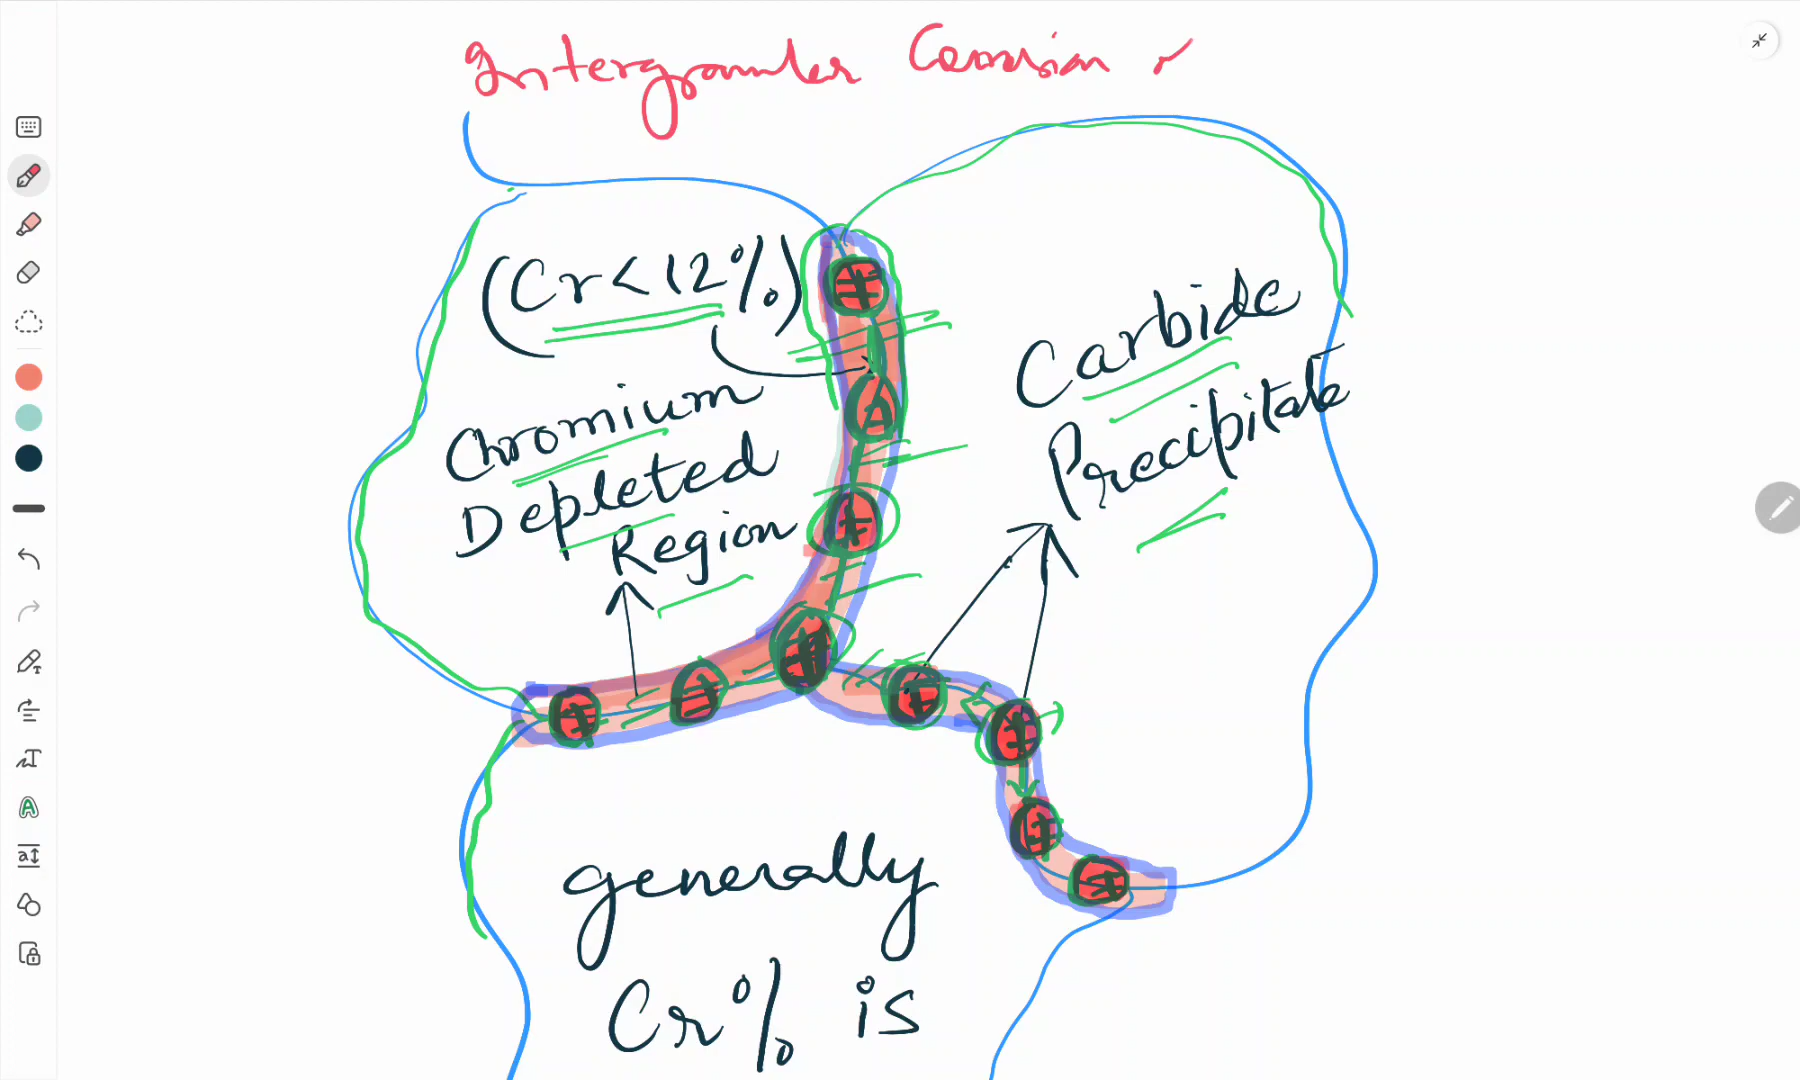 Intergranular Corrosion
(Cr<12%)
Chromium
Depleted
Region
Carbide
Precipitate
generally
Cr% is